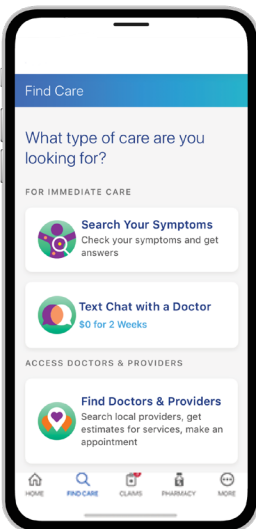 Find Care
What type of care are you
looking for?
FOR IMMEDIATE CARE
Search Your Symptoms
Check your symptoms and get
answers
Text Chat with a Doctor
$0 for 2 Weeks
ACCESS DOCTORS & PROVIDERS
Find Doctors & Providers
Search local providers, get
estimates for services, make an
appointment
HOME FIND CARE CLAIMS PHARMACY MORE